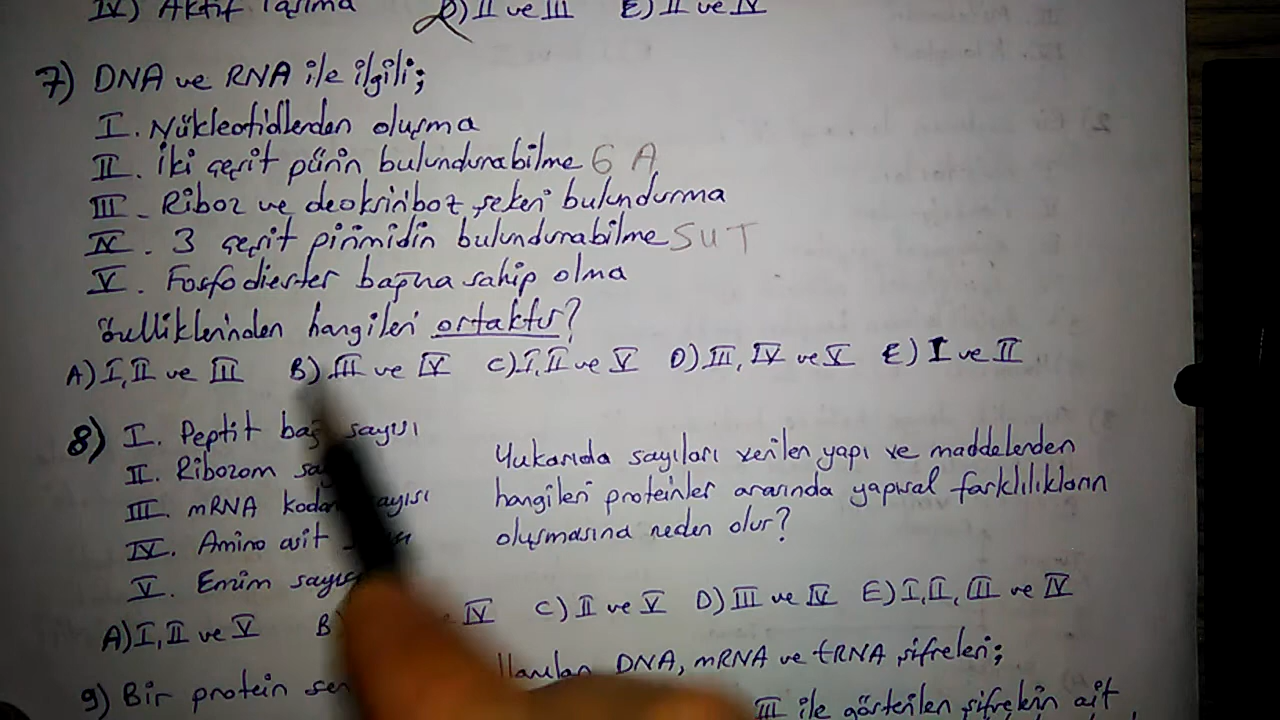 IV) Aktif Taşıma D) II ve III E) II ve IV
7) DNA ve RNA ile ilgili;
I. Nükleotidlerden oluşma
II. İki çeşit pürin bulundurabilme G A
III. Riboz ve deoksiriboz şekeri bulundurma
IV. 3 çeşit pirimidin bulundurabilme S U T
V. Fosfodiester bağına sahip olma
özelliklerinden hangileri ortaktır?
A) I, II ve III B) III ve IV C) I, II ve V D) III, IV ve V E) I ve II
8) I. Peptit bağ sayısı
II. Ribozom
III. mRNA
IV. Amino asit
V. Enzim sayısı
Yukarıda sayıları verilen yapı ve maddelerden
hangileri proteinler arasında yapısal farklılıkların
oluşmasına neden olur?
A) I, II ve V B) IV C) II ve V D) III ve IV E) I, II, III ve IV
9) Bir protein DNA, mRNA ve tRNA şifreleri;
III ile gösterilen şifrelerin ait